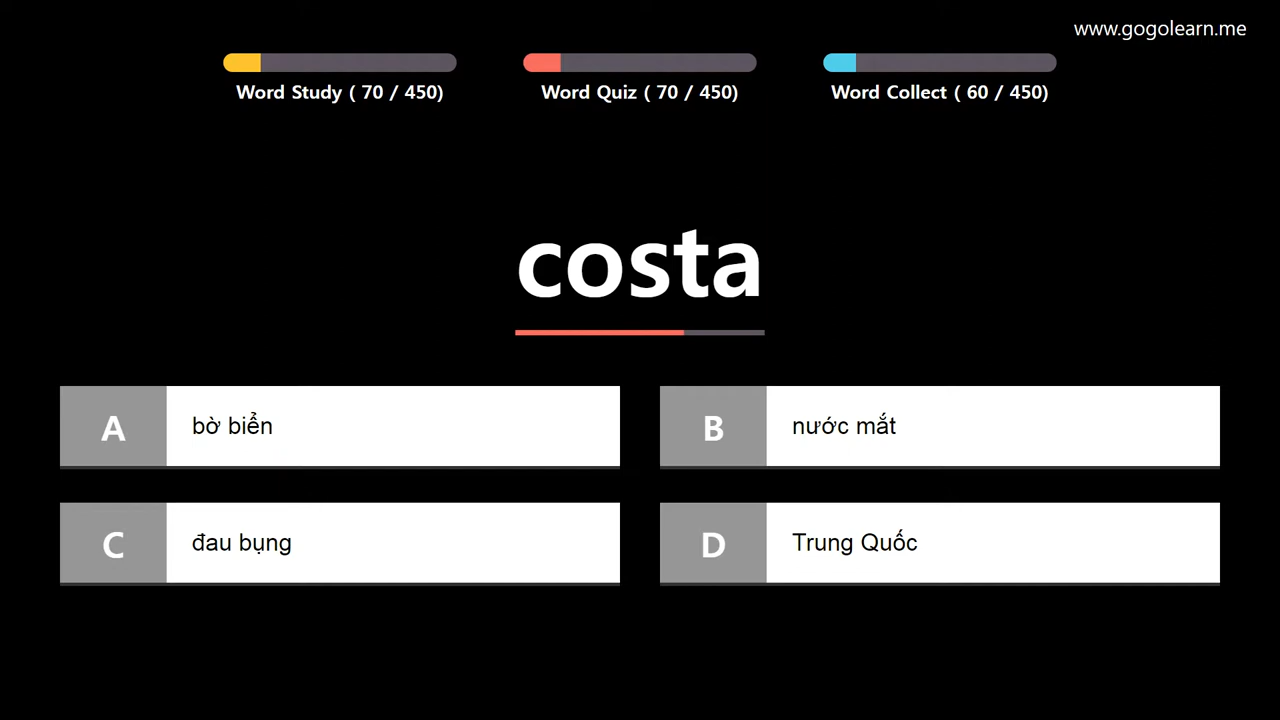 www.gogolearn.me
Word Study ( 70 / 450)
Word Quiz ( 70 / 450)
Word Collect ( 60 / 450)
costa
A
bờ biển
B
nước mắt
C
đau bụng
D
Trung Quốc